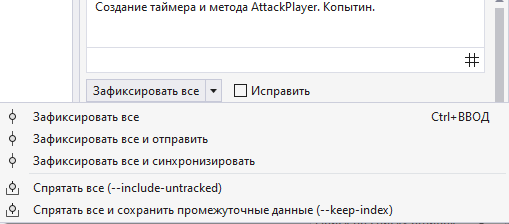 Создание таймера и метода AttackPlayer. Копытин.
#
Зафиксировать все Исправить
Зафиксировать все Ctrl+ВВОД
Зафиксировать все и отправить
Зафиксировать все и синхронизировать
Спрятать все (--include-untracked)
Спрятать все и сохранить промежуточные данные (--keep-index)